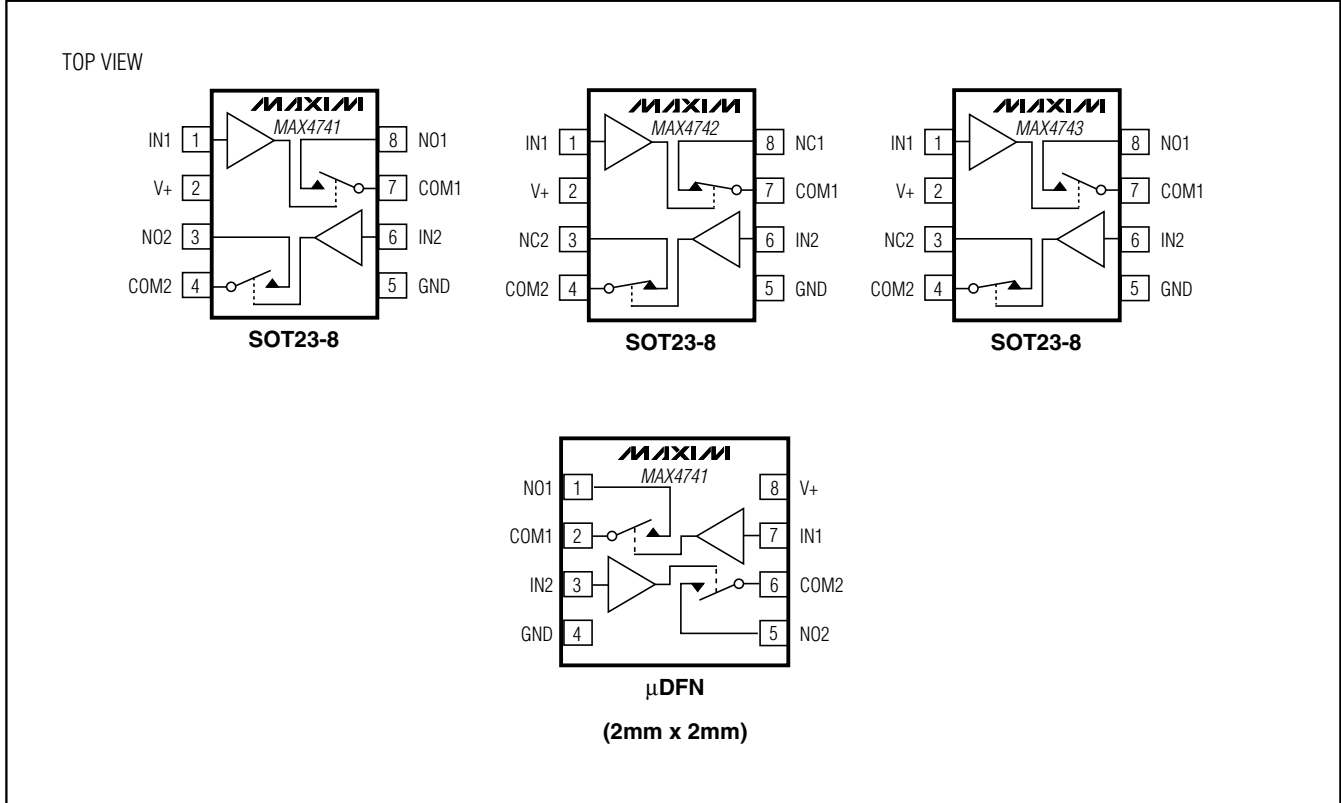 TOP VIEW
MAXIM
MAX4741
IN1 1
V+ 2
NO2 3
COM2 4
8 NO1
7 COM1
6 IN2
5 GND
SOT23-8
MAXIM
MAX4742
IN1 1
V+ 2
NC2 3
COM2 4
8 NC1
7 COM1
6 IN2
5 GND
SOT23-8
MAXIM
MAX4743
IN1 1
V+ 2
NC2 3
COM2 4
8 NO1
7 COM1
6 IN2
5 GND
SOT23-8
MAXIM
MAX4741
NO1 1
COM1 2
IN2 3
GND 4
8 V+
7 IN1
6 COM2
5 NO2
µDFN
(2mm x 2mm)